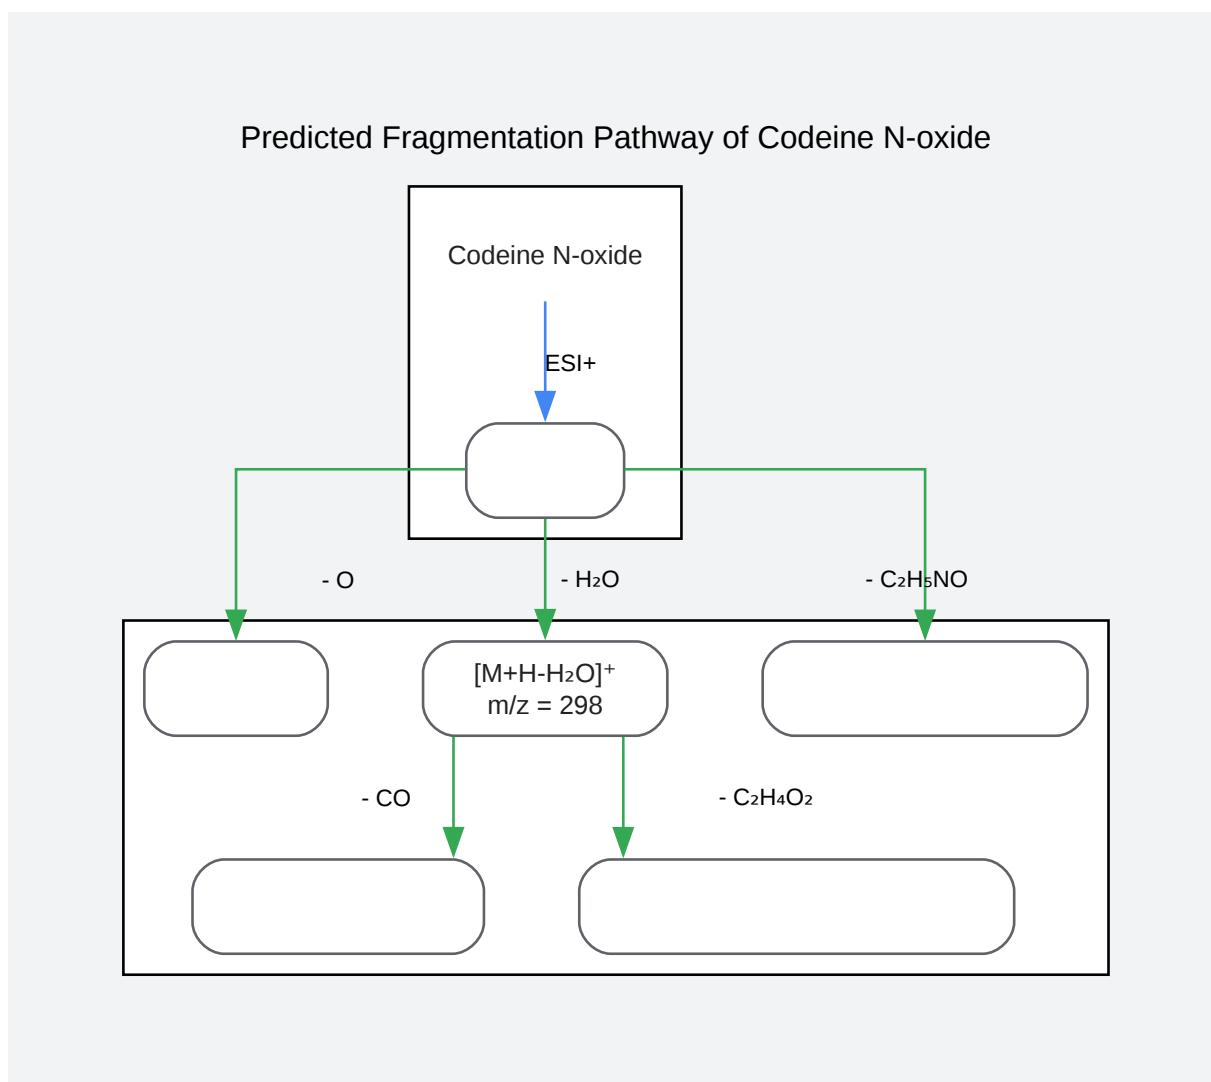 Predicted Fragmentation Pathway of Codeine N-oxide
Codeine N-oxide
ESI+
- O
- H₂O
- C₂H₅NO
[M+H-H₂O]⁺
m/z = 298
- CO
- C₂H₄O₂